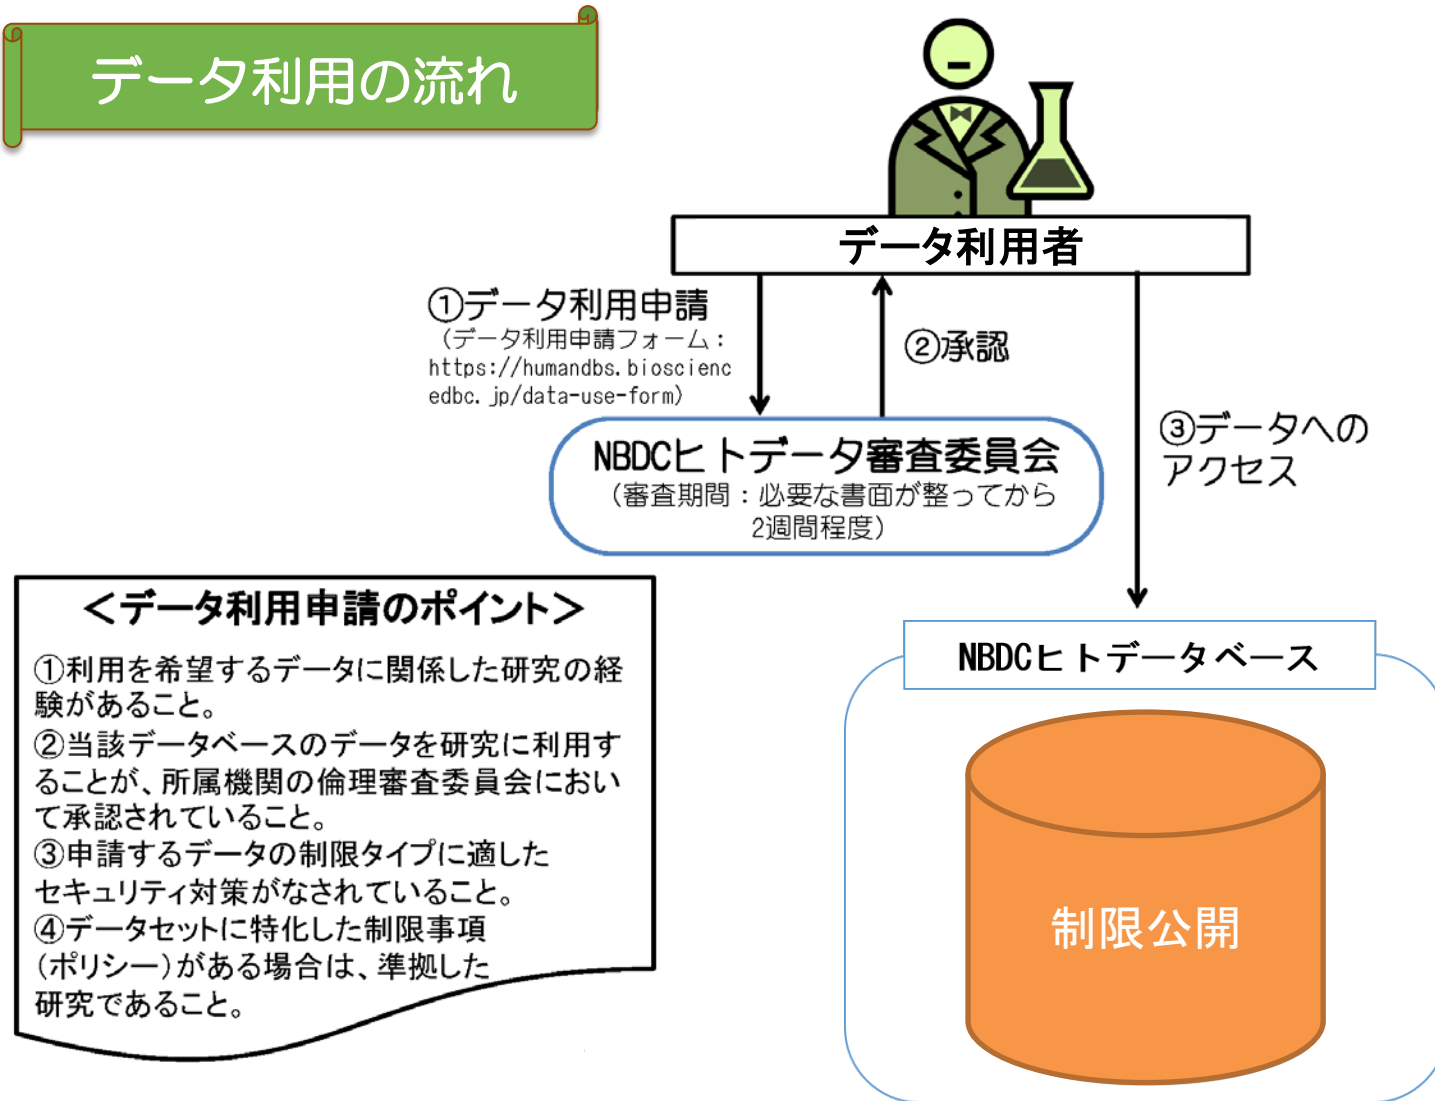 データ利用の流れ
データ利用者
①データ利用申請
（データ利用申請フォーム：
https://humandbs.bioscienc
edbc.jp/data-use-form）
②承認
③データへの
アクセス
NBDCヒトデータ審査委員会
（審査期間：必要な書面が整ってから
2週間程度）
＜データ利用申請のポイント＞
①利用を希望するデータに関係した研究の経
験があること。
②当該データベースのデータを研究に利用す
ることが、所属機関の倫理審査委員会におい
て承認されていること。
③申請するデータの制限タイプに適した
セキュリティ対策がなされていること。
④データセットに特化した制限事項
（ポリシー）がある場合は、準拠した
研究であること。
NBDCヒトデータベース
制限公開